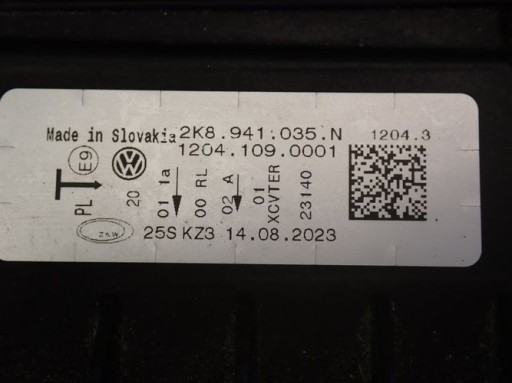 Made in Slovakia 2K8.941.035.N 1204.3
1204.109.0001
E9
PL
20
01 1a
00 RL
02 A
01
XCVTER
23140
ZKW
25S KZ3 14.08.2023